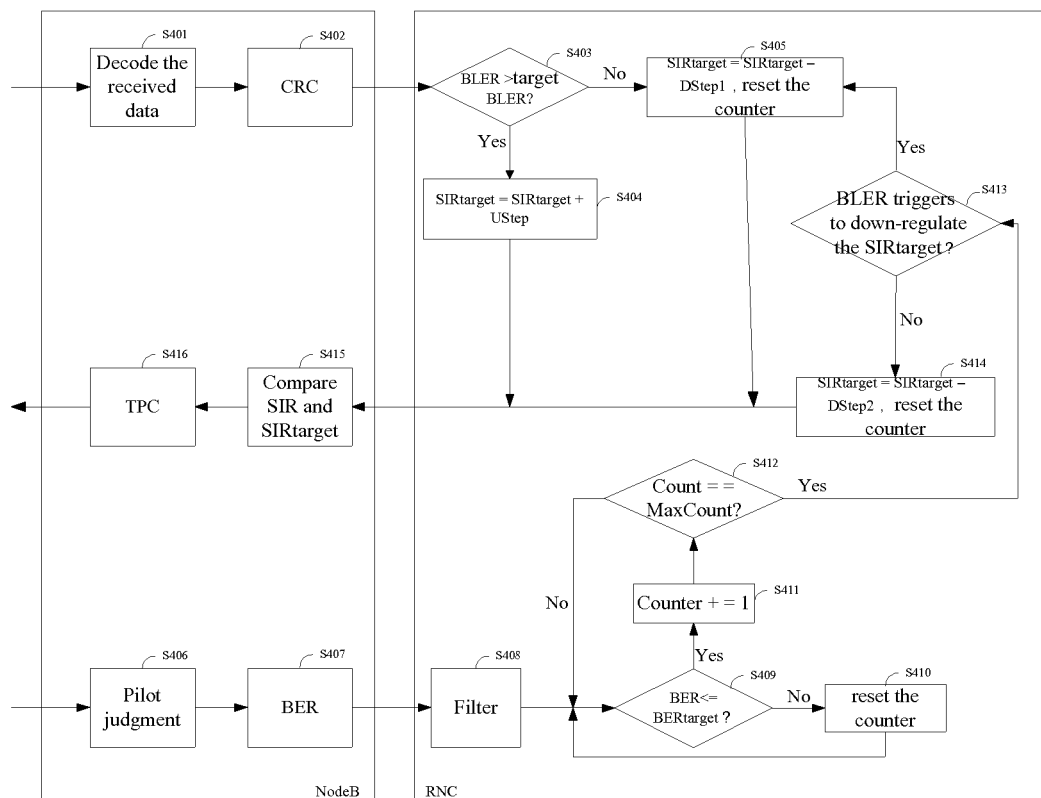 S401
Decode the
received
data
S402
CRC
S403
BLER >target
BLER?
No
Yes
S405
SIRtarget = SIRtarget –
DStep1 , reset the
counter
S404
SIRtarget = SIRtarget +
UStep
Yes
S413
BLER triggers
to down-regulate
the SIRtarget ?
No
S416
TPC
S415
Compare
SIR and
SIRtarget
S414
SIRtarget = SIRtarget –
DStep2 , reset the
counter
S412
Count = =
MaxCount?
Yes
No
S411
Counter + = 1
Yes
S406
Pilot
judgment
S407
BER
S408
Filter
S409
BER<=
BERtarget ?
No
S410
reset the
counter
NodeB
RNC